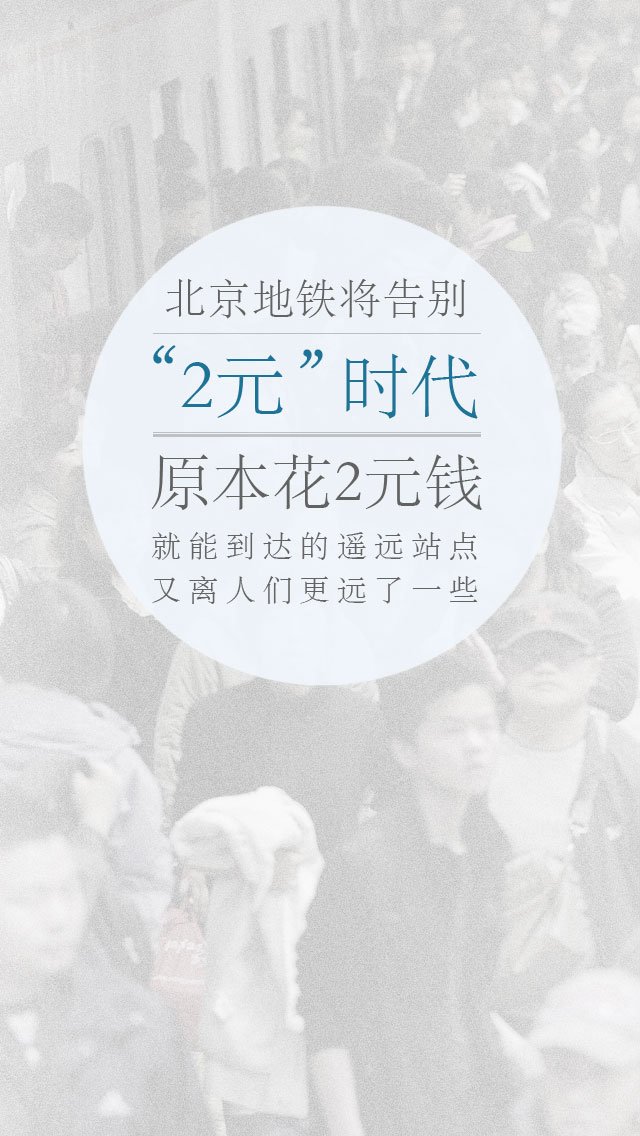 北京地铁将告别
“2元”时代
原本花2元钱
就能到达的遥远站点
又离人们更远了一些